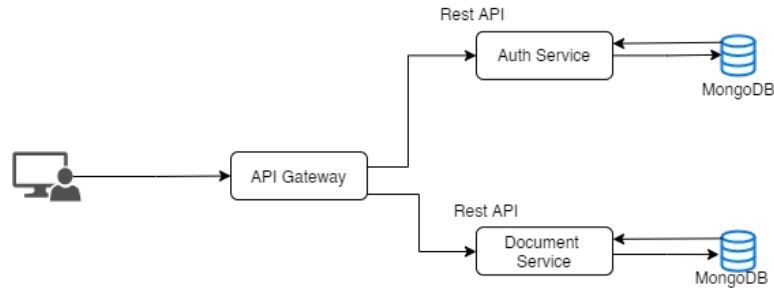 Rest API
Auth Service
MongoDB
API Gateway
Rest API
Document
Service
MongoDB